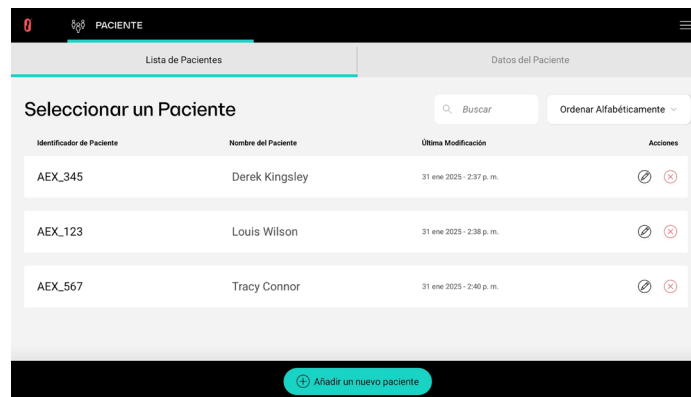 PACIENTE
Lista de Pacientes Datos del Paciente
Seleccionar un Paciente Buscar Ordenar Alfabéticamente
Identificador de Paciente Nombre del Paciente Última Modificación Acciones
AEX_345 Derek Kingsley 31 ene 2025 - 2:37 p. m.
AEX_123 Louis Wilson 31 ene 2025 - 2:38 p. m.
AEX_567 Tracy Connor 31 ene 2025 - 2:40 p. m.
Añadir un nuevo paciente